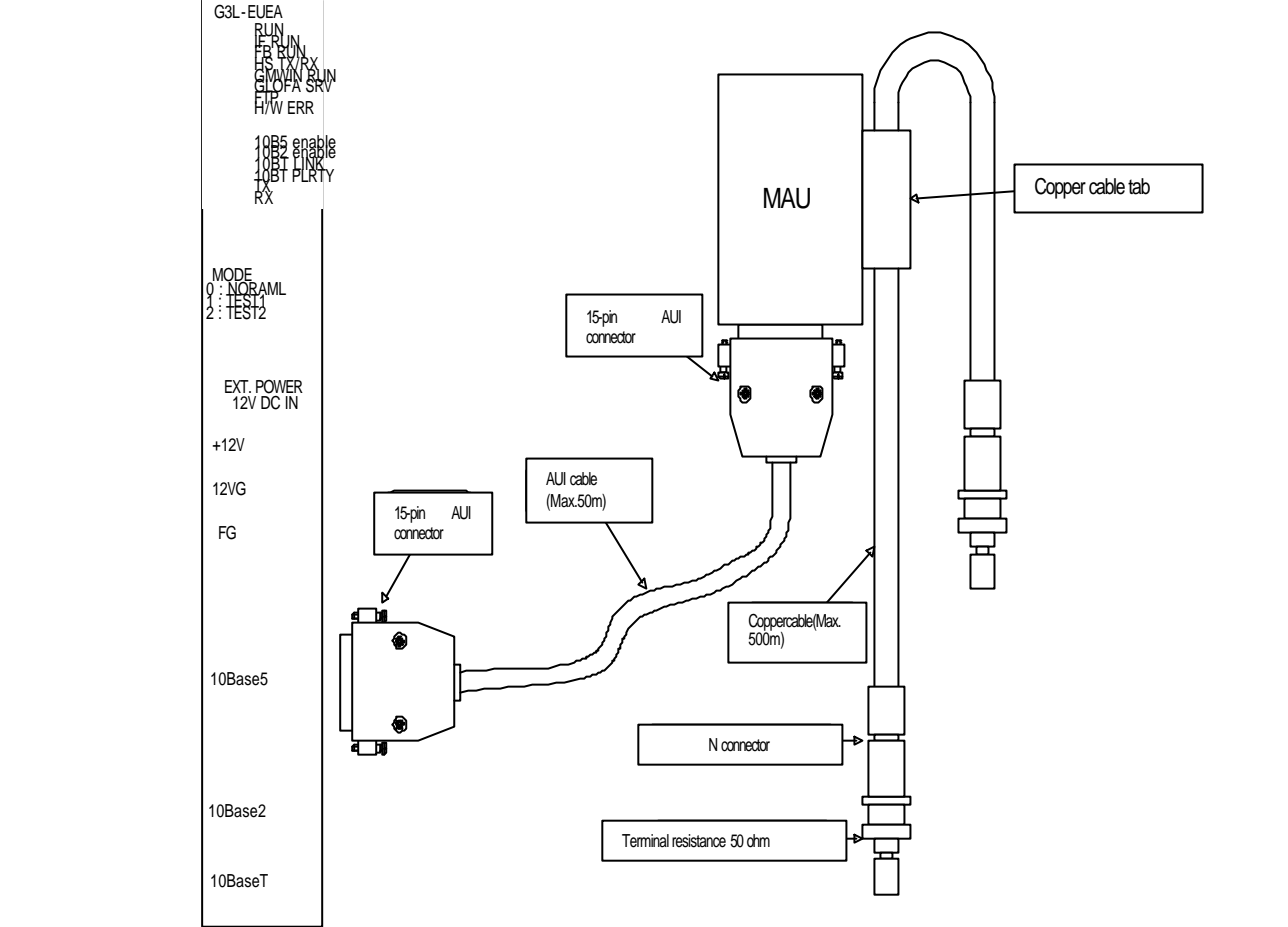 G3L-EUEA
RUN
IF RUN
FB RUN
HS TX/RX
GMWIN RUN
GLOFA SRV
FTP
H/W ERR
10B5 enable
10B2 enable
10BT LINK
10BT PLRTY
TX
RX
MODE
0 : NORAML
1 : TEST1
2 : TEST2
EXT. POWER
12V DC IN
+12V
12VG
FG
10Base5
10Base2
10BaseT
MAU
Copper cable tab
15-pin AUI
connector
AUI cable
(Max.50m)
15-pin AUI
connector
Coppercable(Max.
500m)
N connector
Terminal resistance 50 ohm